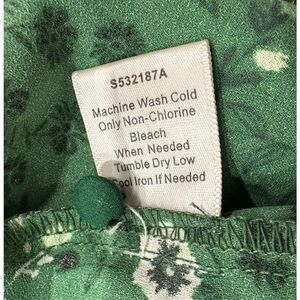 S532187A
Machine Wash Cold
Only Non-Chlorine
Bleach
When Needed
Tumble Dry Low
Cool Iron If Needed